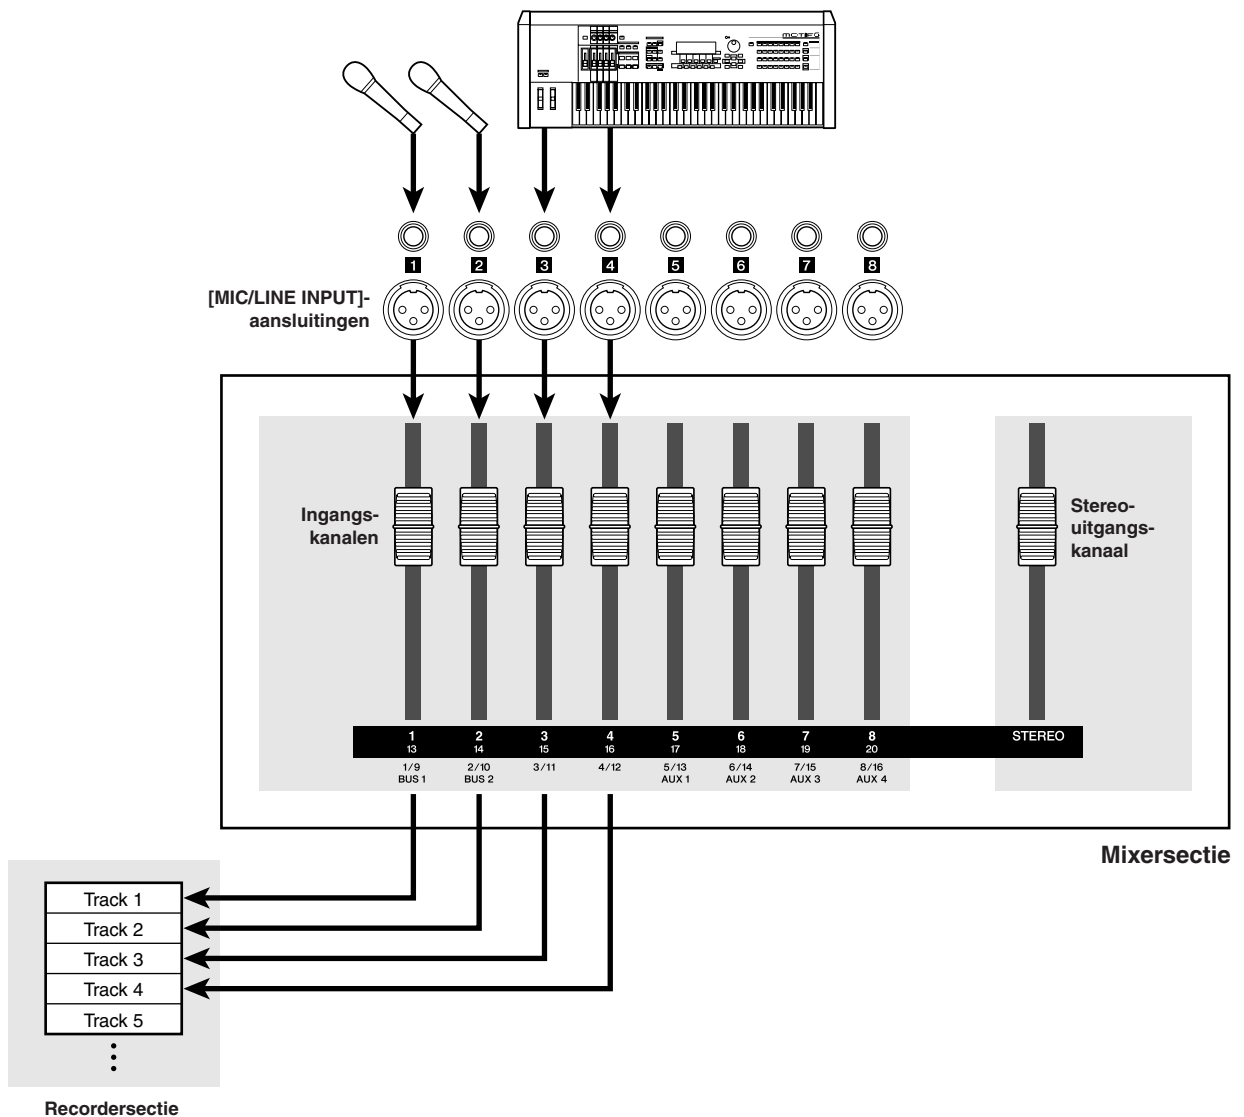 1 2 3 4 5 6 7 8
[MIC/LINE INPUT]-
aansluitingen
Ingangs-
kanalen
Stereo-
uitgangs-
kanaal
1 2 3 4 5 6 7 8 STEREO
13 14 15 16 17 18 19 20
1/9 2/10 3/11 4/12 5/13 6/14 7/15 8/16
BUS 1 BUS 2 AUX 1 AUX 2 AUX 3 AUX 4
Mixersectie
Track 1
Track 2
Track 3
Track 4
Track 5
Recordersectie